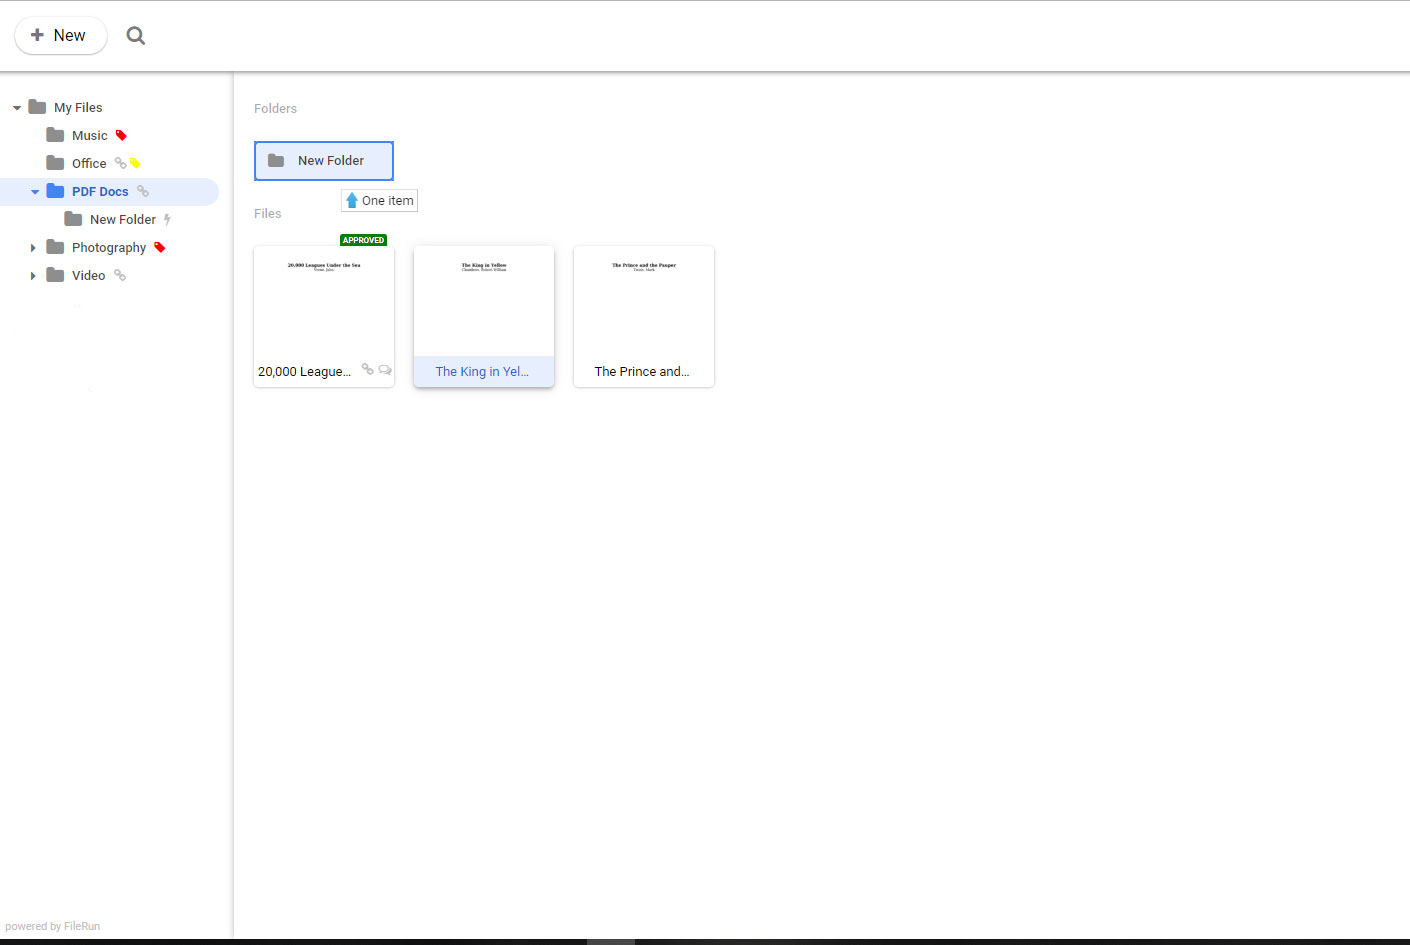 New
My Files
Music
Office
PDF Docs
New Folder
Photography
Video
powered by FileRun
Folders
New Folder
One item
Files
APPROVED
20,000 Leagues Under the Sea
Verne, Jules
20,000 League...
The King in Yellow
Chambers, Robert William
The King in Yel...
The Prince and the Pauper
Twain, Mark
The Prince and...